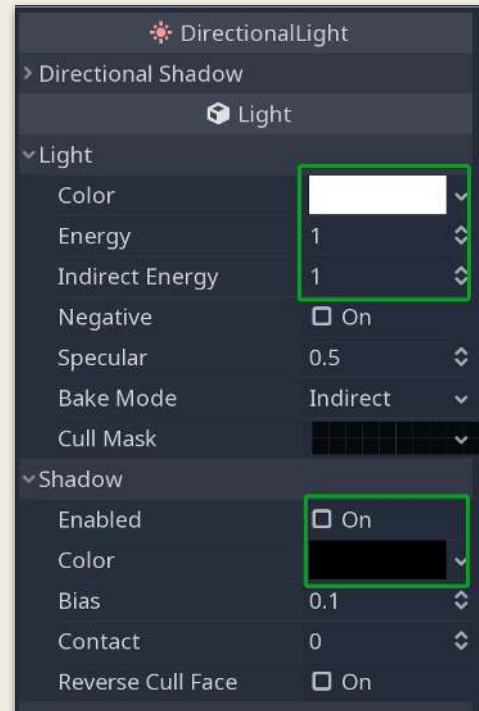 DirectionalLight
Directional Shadow
Light
Light
Color
Energy 1
Indirect Energy 1
Negative On
Specular 0.5
Bake Mode Indirect
Cull Mask
Shadow
Enabled On
Color
Bias 0.1
Contact 0
Reverse Cull Face On